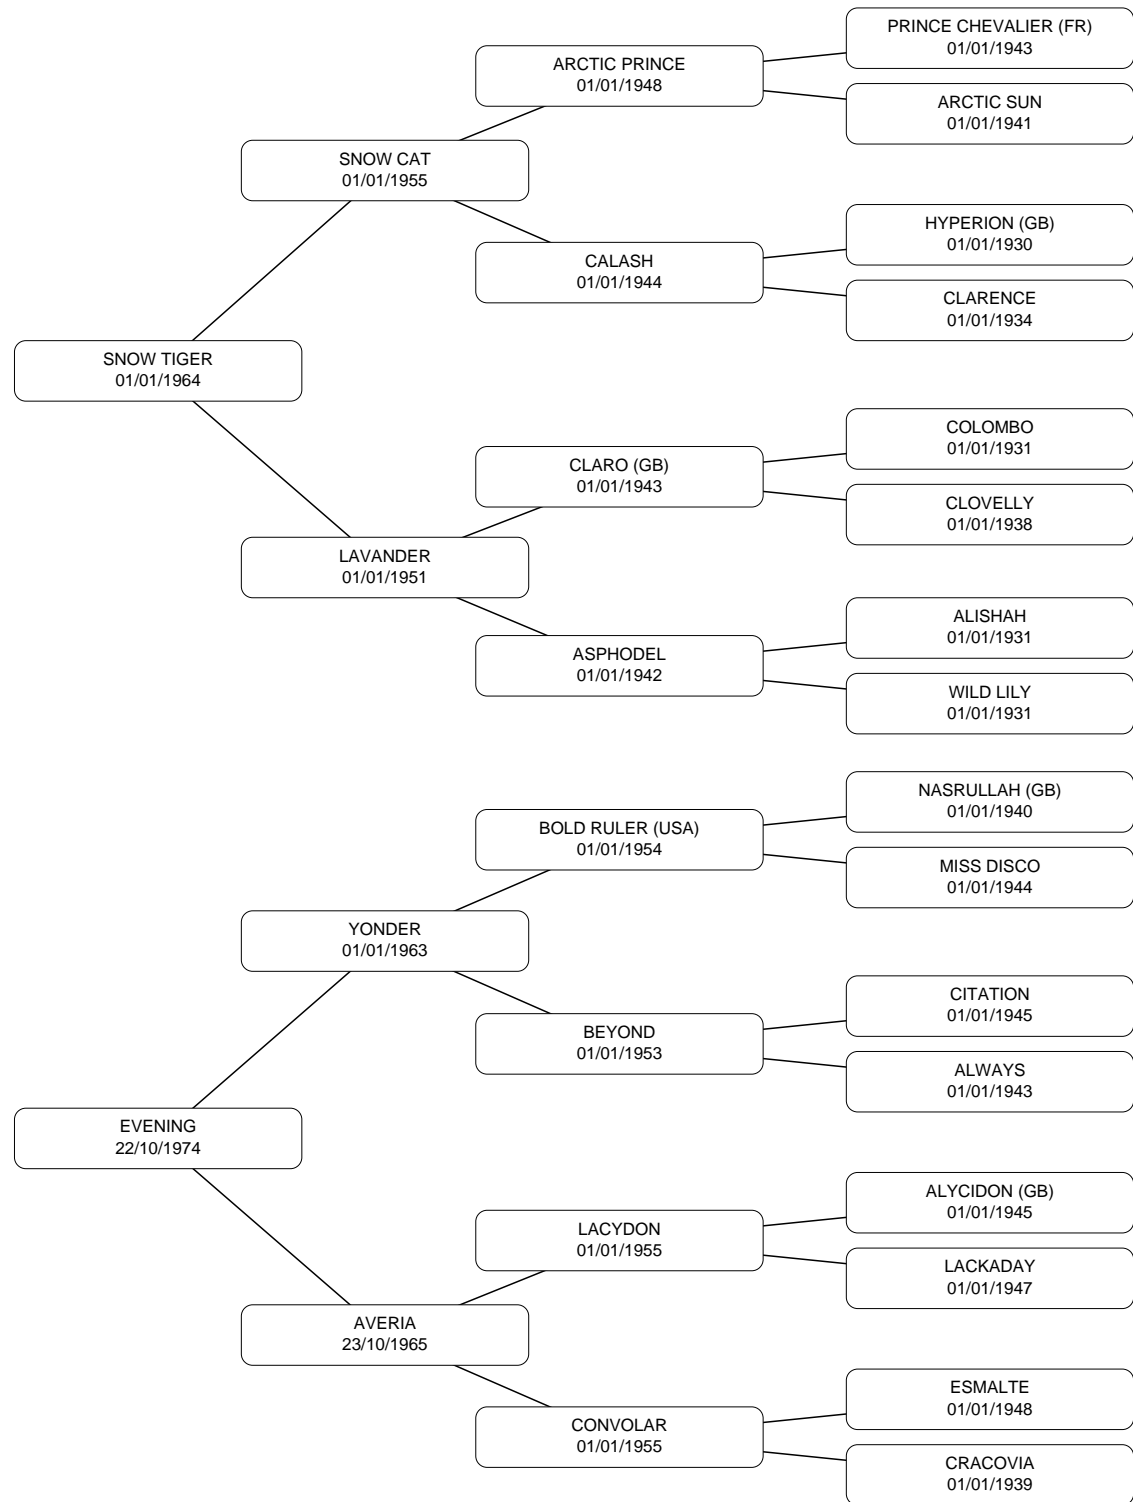 PRINCE CHEVALIER (FR)
01/01/1943
ARCTIC PRINCE
01/01/1948
ARCTIC SUN
01/01/1941
SNOW CAT
01/01/1955
HYPERION (GB)
01/01/1930
CALASH
01/01/1944
CLARENCE
01/01/1934
SNOW TIGER
01/01/1964
COLOMBO
01/01/1931
CLARO (GB)
01/01/1943
CLOVELLY
01/01/1938
LAVANDER
01/01/1951
ALISHAH
01/01/1931
ASPHODEL
01/01/1942
WILD LILY
01/01/1931
NASRULLAH (GB)
01/01/1940
BOLD RULER (USA)
01/01/1954
MISS DISCO
01/01/1944
YONDER
01/01/1963
CITATION
01/01/1945
BEYOND
01/01/1953
ALWAYS
01/01/1943
EVENING
22/10/1974
ALYCIDON (GB)
01/01/1945
LACYDON
01/01/1955
LACKADAY
01/01/1947
AVERIA
23/10/1965
ESMALTE
01/01/1948
CONVOLAR
01/01/1955
CRACOVIA
01/01/1939